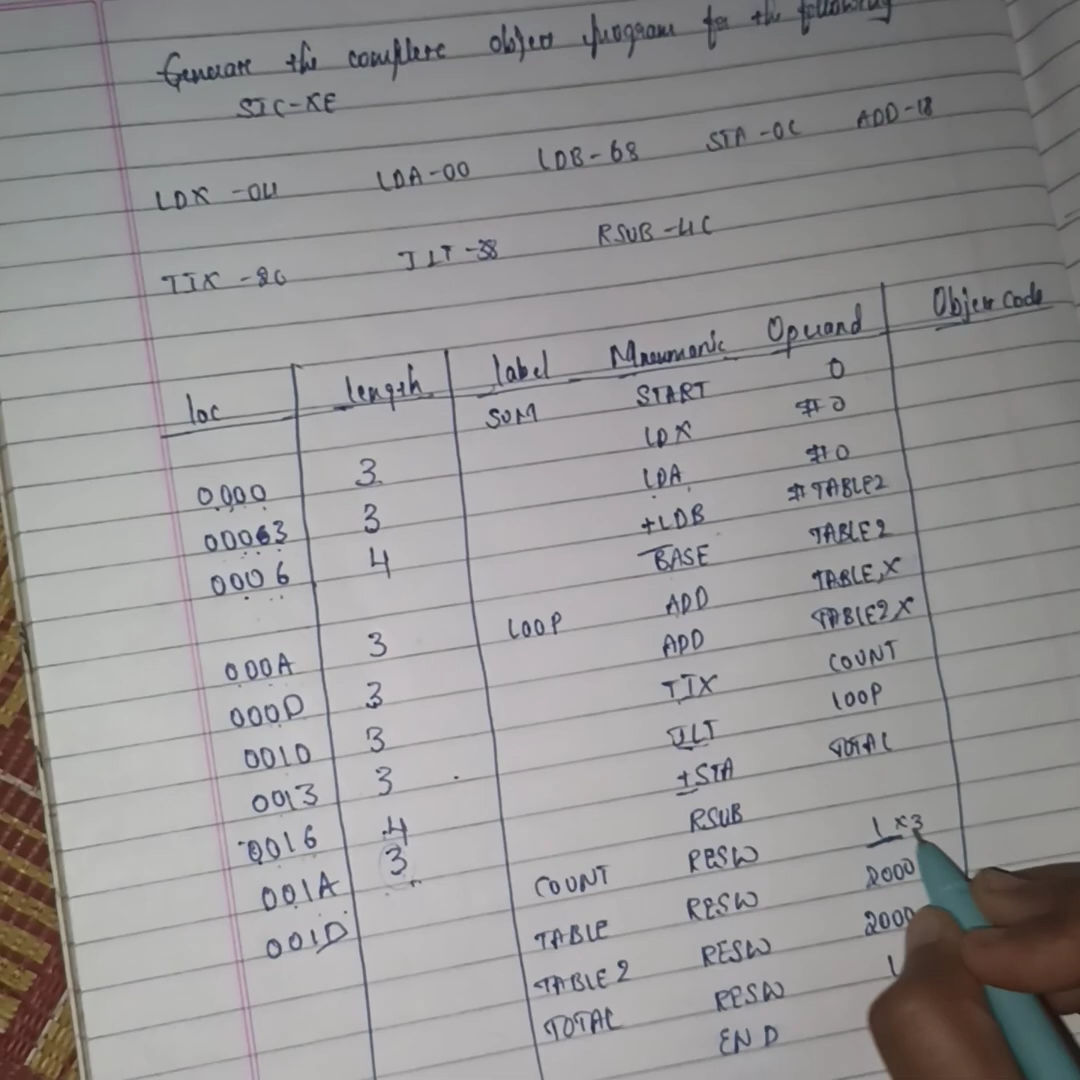 Generate the complete object program for the following
SIC-XE
LDX -04 LDA-00 LDB-68 STA-0C ADD-18
TIX -2C JLT -38 RSUB-4C
loc length label Mneumonic Operand Object code
SUM START 0
0000 3 LDX #0
0003 3 LDA #0
0006 4 +LDB #TABLE2
BASE TABLE2
000A 3 LOOP ADD TABLE,X
000D 3 ADD TABLE2,X
0010 3 TIX COUNT
0013 3 JLT LOOP
0016 4 +STA TOTAL
001A 3 RSUB
001D COUNT RESW 1 x3
TABLE RESW 2000
TABLE2 RESW 2000
TOTAL RESW 1
END